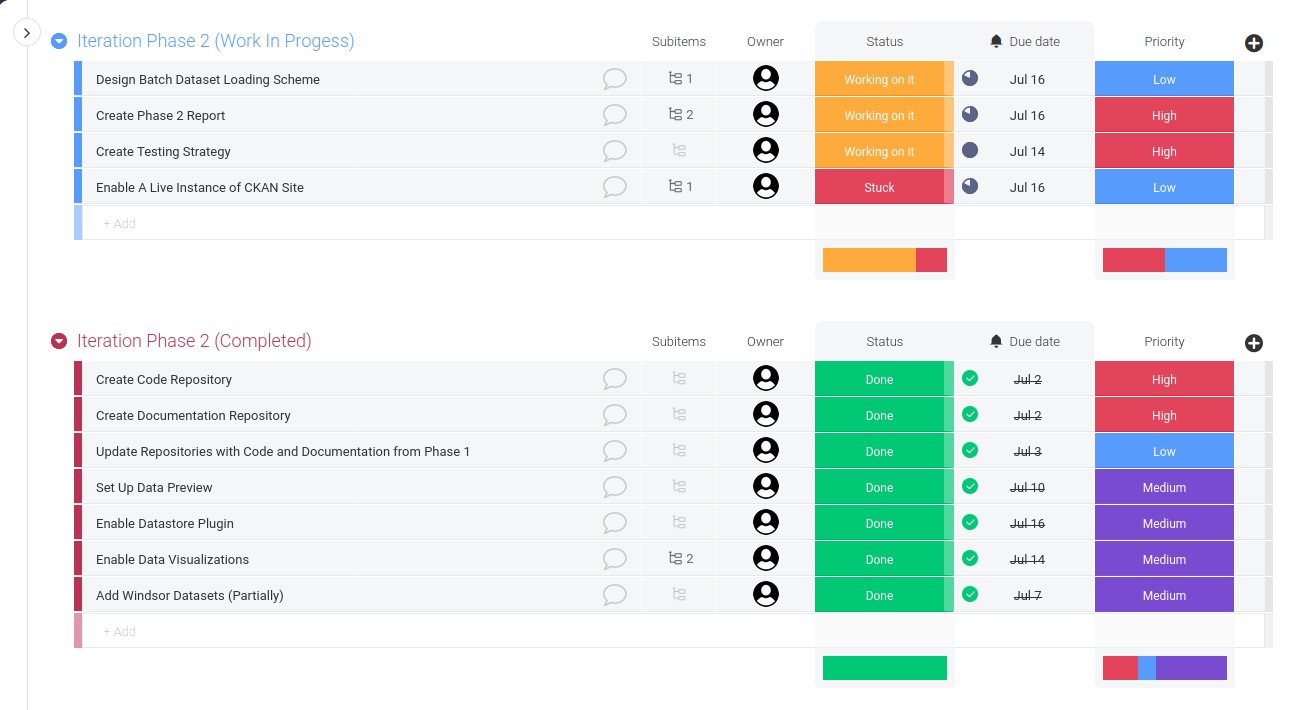 Iteration Phase 2 (Work In Progess) Subitems Owner Status Due date Priority
Design Batch Dataset Loading Scheme 1 Working on it Jul 16 Low
Create Phase 2 Report 2 Working on it Jul 16 High
Create Testing Strategy Working on it Jul 14 High
Enable A Live Instance of CKAN Site 1 Stuck Jul 16 Low
+ Add
Iteration Phase 2 (Completed) Subitems Owner Status Due date Priority
Create Code Repository Done Jul 2 High
Create Documentation Repository Done Jul 2 High
Update Repositories with Code and Documentation from Phase 1 Done Jul 3 Low
Set Up Data Preview Done Jul 10 Medium
Enable Datastore Plugin Done Jul 16 Medium
Enable Data Visualizations 2 Done Jul 14 Medium
Add Windsor Datasets (Partially) Done Jul 7 Medium
+ Add